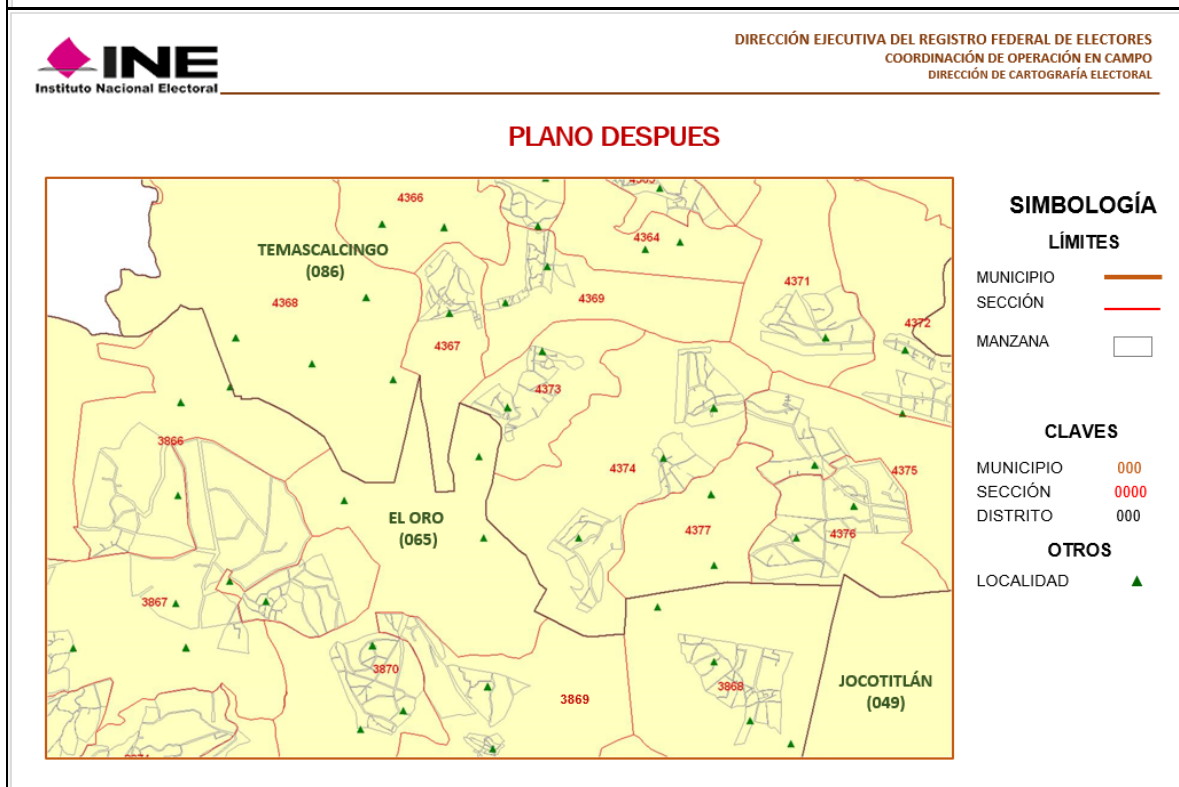 INE
Instituto Nacional Electoral
DIRECCIÓN EJECUTIVA DEL REGISTRO FEDERAL DE ELECTORES
COORDINACIÓN DE OPERACIÓN EN CAMPO
DIRECCIÓN DE CARTOGRAFÍA ELECTORAL
PLANO DESPUES
4366
4364
TEMASCALCINGO
(086)
4368
4369
4371
4367
4372
4373
3866
4374
4375
EL ORO
(065)
4377
4376
3867
3870
3869
3868
JOCOTITLÁN
(049)
SIMBOLOGÍA
LÍMITES
MUNICIPIO
SECCIÓN
MANZANA
CLAVES
MUNICIPIO 000
SECCIÓN 0000
DISTRITO 000
OTROS
LOCALIDAD